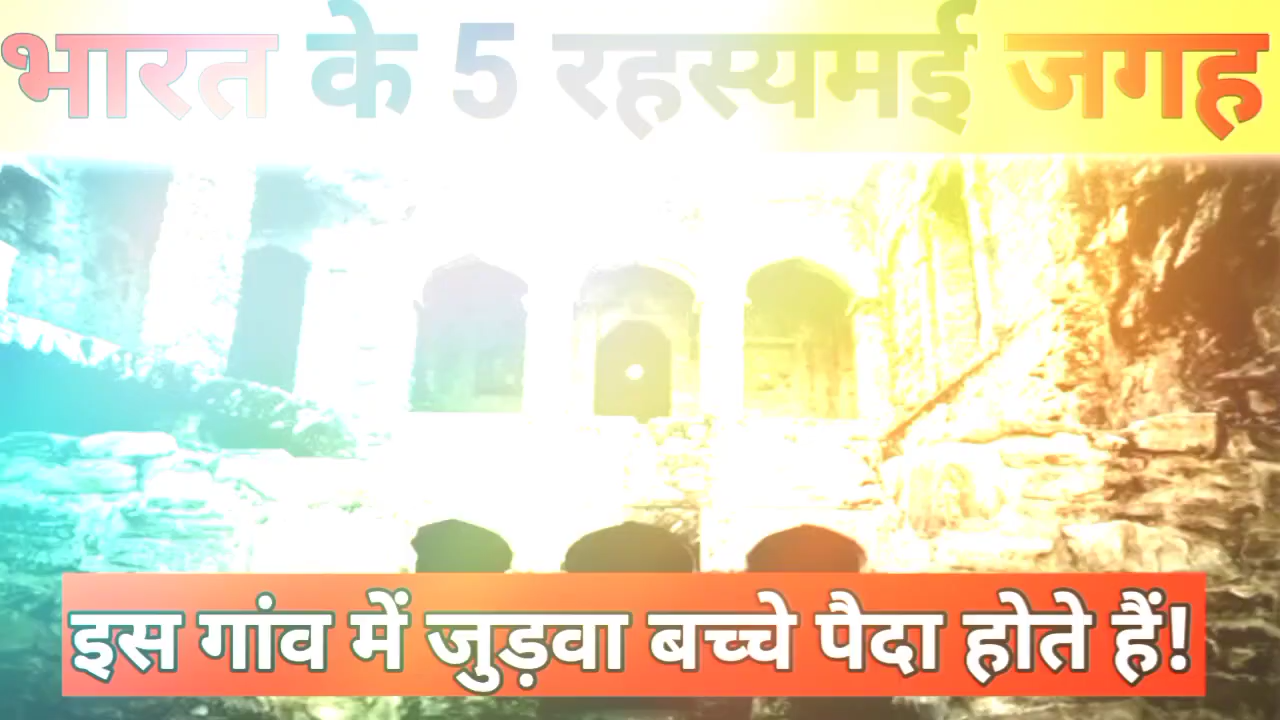 भारत के 5 रहस्यमई जगह
इस गांव में जुड़वा बच्चे पैदा होते हैं!